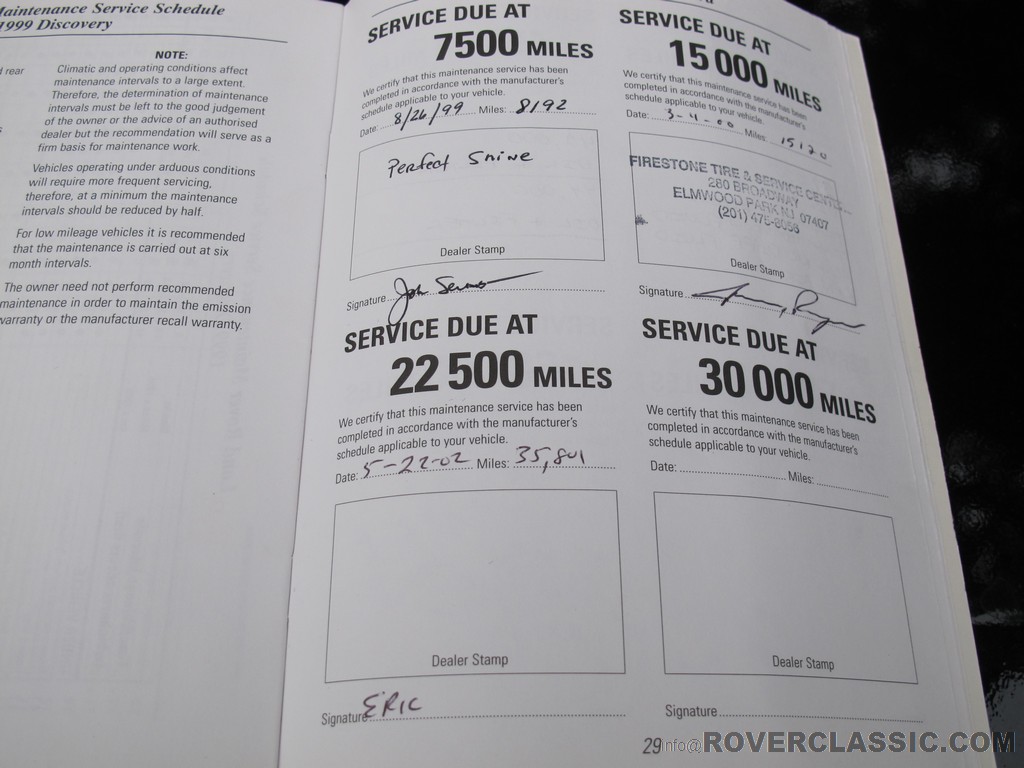 Maintenance Service Schedule
1999 Discovery
rear
NOTE:
Climatic and operating conditions affect
maintenance intervals to a large extent.
Therefore, the determination of maintenance
intervals must be left to the good judgement
of the owner or the advice of an authorised
dealer but the recommendation will serve as a
firm basis for maintenance work.
Vehicles operating under arduous conditions
will require more frequent servicing,
therefore, at a minimum the maintenance
intervals should be reduced by half.
For low mileage vehicles it is recommended
that the maintenance is carried out at six
month intervals.
The owner need not perform recommended
maintenance in order to maintain the emission
warranty or the manufacturer recall warranty.
SERVICE DUE AT
7500 MILES
We certify that this maintenance service has been
completed in accordance with the manufacturer's
schedule applicable to your vehicle.
Date: 8/26/99 Miles: 8192
Perfect Shine
Dealer Stamp
Signature John
SERVICE DUE AT
15 000 MILES
We certify that this maintenance service has been
completed in accordance with the manufacturer's
schedule applicable to your vehicle.
Date: 3-4-00 Miles: 15120
FIRESTONE TIRE & SERVICE CENTER
280 BROADWAY
ELMWOOD PARK NJ 07407
(201) 475-8056
Dealer Stamp
Signature
SERVICE DUE AT
22 500 MILES
We certify that this maintenance service has been
completed in accordance with the manufacturer's
schedule applicable to your vehicle.
Date: 5-22-02 Miles: 35,801
Dealer Stamp
Signature ERIC
SERVICE DUE AT
30 000 MILES
We certify that this maintenance service has been
completed in accordance with the manufacturer's
schedule applicable to your vehicle.
Date: Miles:
Dealer Stamp
Signature
29
info@ROVERCLASSIC.COM